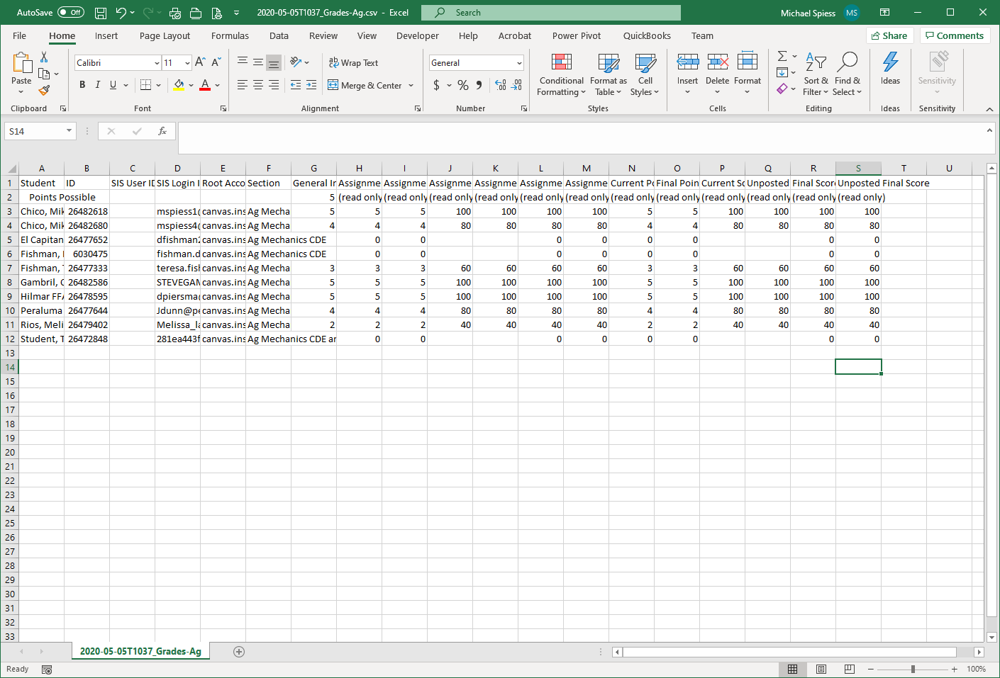 AutoSave Off 2020-05-05T1037_Grades-Ag.csv - Excel Search Michael Spiess MS
File Home Insert Page Layout Formulas Data Review View Developer Help Acrobat Power Pivot QuickBooks Team Share Comments
Calibri 11 Wrap Text General
Paste B I U Merge & Center $ % Conditional Formatting Format as Table Cell Styles Insert Delete Format Sort & Filter Find & Select Ideas Sensitivity
Clipboard Font Alignment Number Styles Cells Editing Ideas Sensitivity
S14 fx
A B C D E F G H I J K L M N O P Q R S T U
1 Student ID SIS User ID SIS Login I Root Acco Section General In Assignme Assignme Assignme Assignme Assignme Assignme Current Po Final Poin Current Sc Unposted Final Score Unposted Final Score
2 Points Possible 5 (read only (read only (read only (read only (read only (read only (read only (read only (read only (read only (read only (read only)
3 Chico, Mik 26482618 mspiess1( canvas.ins Ag Mecha 5 5 5 100 100 100 100 5 5 100 100 100 100
4 Chico, Mik 26482680 mspiess4( canvas.ins Ag Mecha 4 4 4 80 80 80 80 4 4 80 80 80 80
5 El Capitan 26477652 dfishman2 canvas.ins Ag Mechanics CDE 0 0 0 0 0 0 0 0
6 Fishman, 6030475 fishman.d canvas.ins Ag Mechanics CDE 0 0 0 0 0 0 0 0
7 Fishman, 26477333 teresa.fisl canvas.ins Ag Mecha 3 3 3 60 60 60 60 3 3 60 60 60 60
8 Gambril, 26482586 STEVEGAM canvas.ins Ag Mecha 5 5 5 100 100 100 100 5 5 100 100 100 100
9 Hilmar FFA 26478595 dpiersma canvas.ins Ag Mecha 5 5 5 100 100 100 100 5 5 100 100 100 100
10 Peraluma 26477644 Jdunn@pe canvas.ins Ag Mecha 4 4 4 80 80 80 80 4 4 80 80 80 80
11 Rios, Meli 26479402 Melissa_la canvas.ins Ag Mecha 2 2 2 40 40 40 40 2 2 40 40 40 40
12 Student, T 26472848 281ea443f canvas.ins Ag Mechanics CDE ar 0 0 0 0 0 0 0 0
13
14
15
16
17
18
19
20
21
22
23
24
25
26
27
28
29
30
31
32
33
2020-05-05T1037_Grades-Ag
Ready 100%